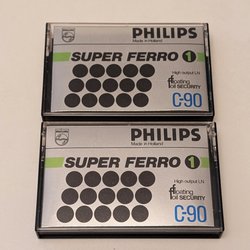 PHILIPS
Made in Holland
SUPER FERRO 1
High output LN
floating
foil SECURITY
C-90
PHILIPS
Made in Holland
SUPER FERRO 1
High output LN
floating
foil SECURITY
C-90